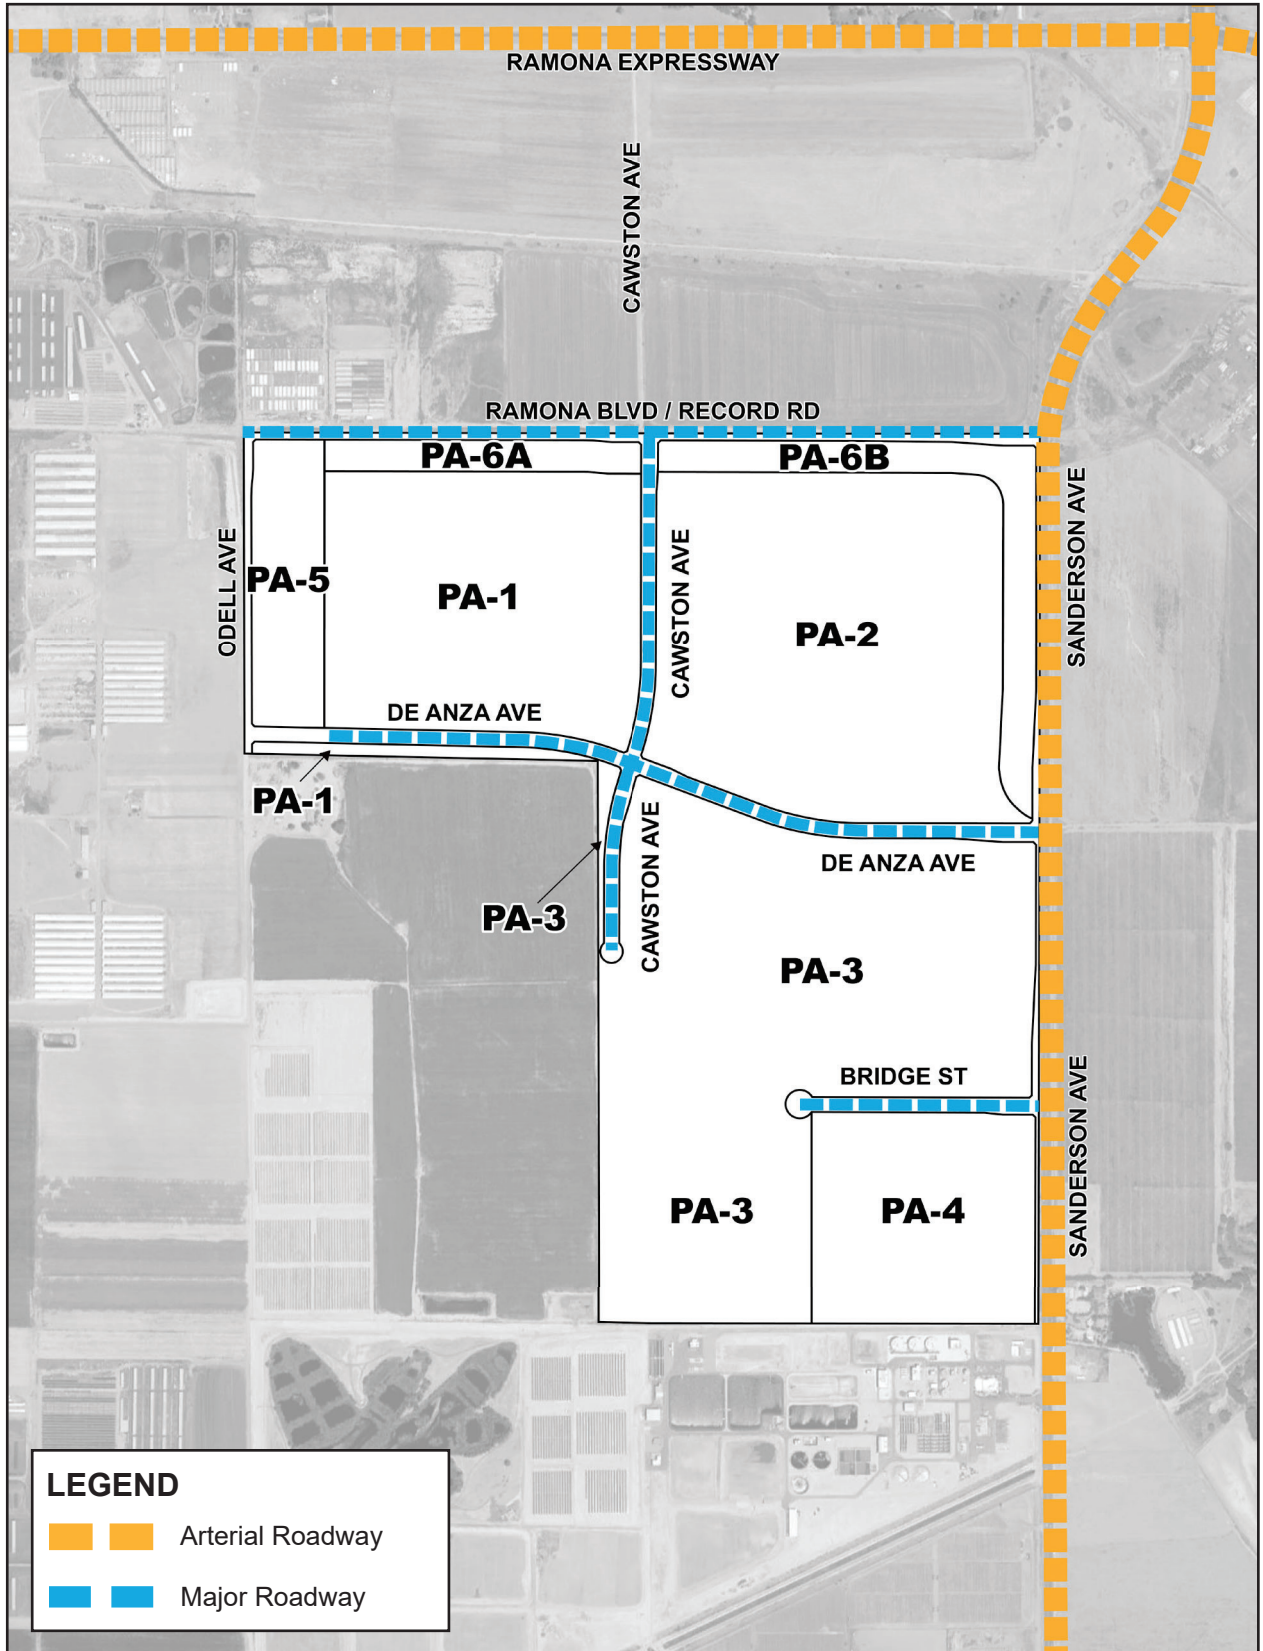 RAMONA EXPRESSWAY
CAWSTON AVE
RAMONA BLVD / RECORD RD
PA-6A
PA-6B
SANDERSON AVE
ODELL AVE
PA-5
PA-1
CAWSTON AVE
PA-2
DE ANZA AVE
PA-1
CAWSTON AVE
DE ANZA AVE
PA-3
PA-3
BRIDGE ST
SANDERSON AVE
PA-3
PA-4
LEGEND
Arterial Roadway
Major Roadway